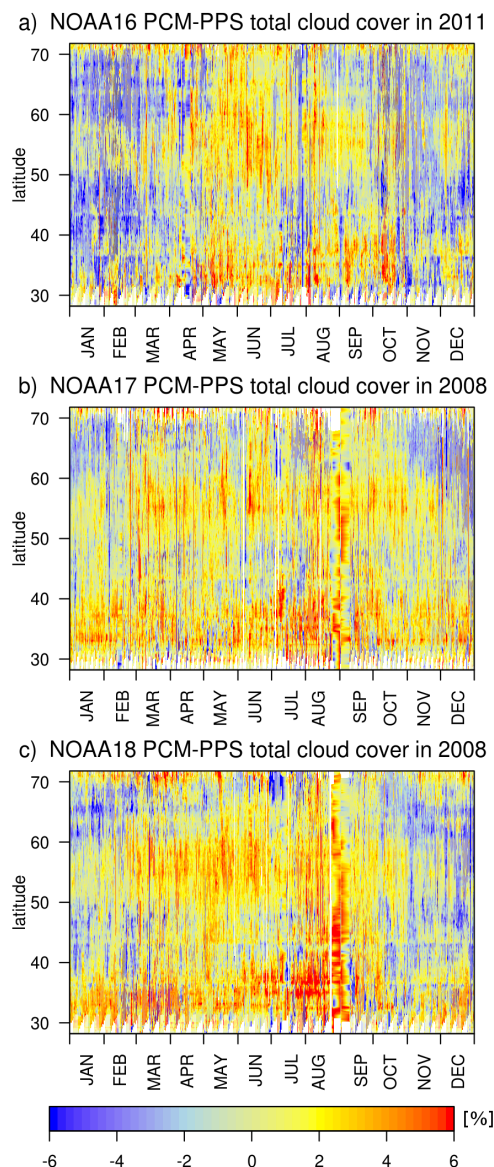 a) NOAA16 PCM-PPS total cloud cover in 2011
70
60
50
40
30
latitude
JAN FEB MAR APR MAY JUN JUL AUG SEP OCT NOV DEC
b) NOAA17 PCM-PPS total cloud cover in 2008
70
60
50
40
30
latitude
JAN FEB MAR APR MAY JUN JUL AUG SEP OCT NOV DEC
c) NOAA18 PCM-PPS total cloud cover in 2008
70
60
50
40
30
latitude
JAN FEB MAR APR MAY JUN JUL AUG SEP OCT NOV DEC
[%]
-6 -4 -2 0 2 4 6